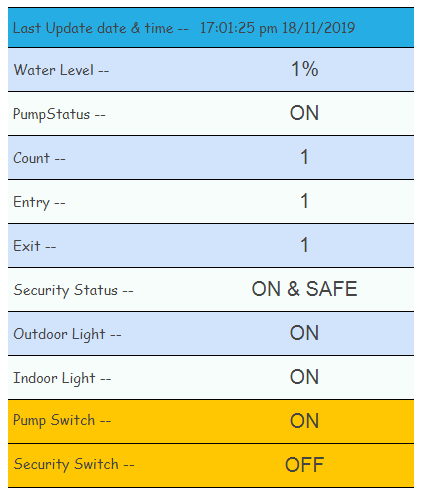 Last Update date & time -- 17:01:25 pm 18/11/2019
Water Level -- 1%
PumpStatus -- ON
Count -- 1
Entry -- 1
Exit -- 1
Security Status -- ON & SAFE
Outdoor Light -- ON
Indoor Light -- ON
Pump Switch -- ON
Security Switch -- OFF